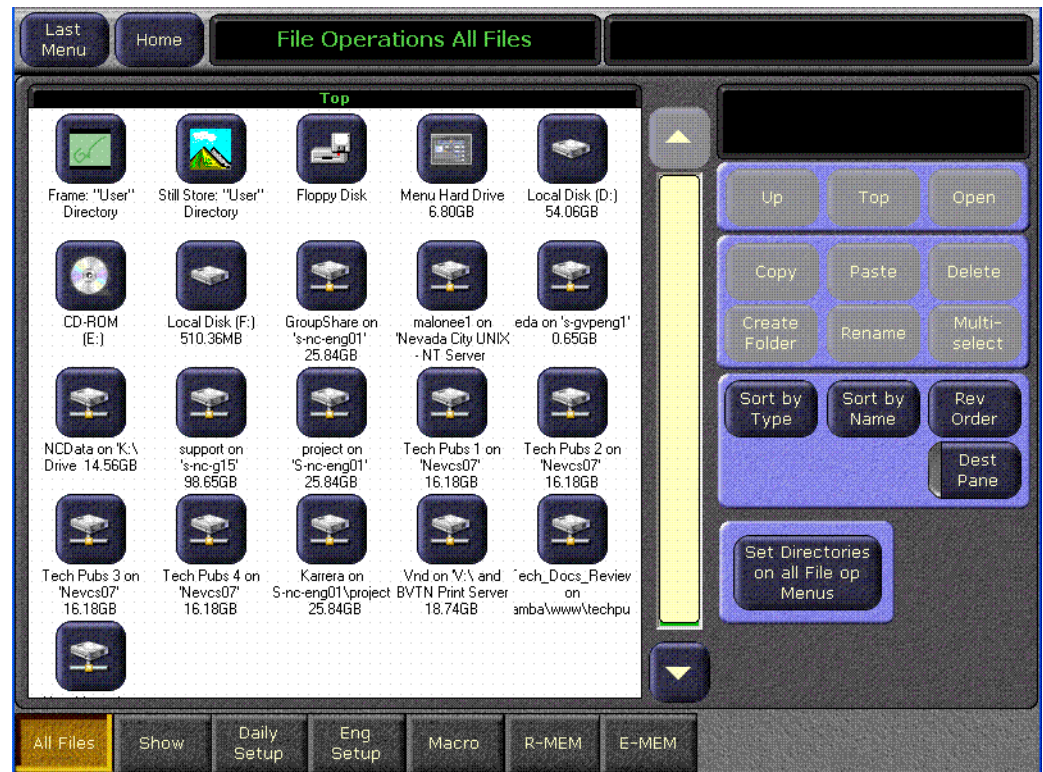 Last
Menu
Home
File Operations All Files
Top
Frame: "User"
Directory
Still Store: "User"
Directory
Floppy Disk
Menu Hard Drive
6.80GB
Local Disk (D:)
54.06GB
CD-ROM
(E:)
Local Disk (F:)
510.36MB
GroupShare on
's-nc-eng01'
25.84GB
malonee1 on
'Nevada City UNIX
- NT Server
eda on 's-gvpeng1'
0.65GB
NCData on 'K:\
Drive 14.56GB
support on
's-nc-g15'
98.65GB
project on
'S-nc-eng01'
25.84GB
Tech Pubs 1 on
'Nevcs07'
16.18GB
Tech Pubs 2 on
'Nevcs07'
16.18GB
Tech Pubs 3 on
'Nevcs07'
16.18GB
Tech Pubs 4 on
'Nevcs07'
16.18GB
Karrera on
S-nc-eng01\project
25.84GB
Vnd on 'V:\ and
BVTN Print Server
18.74GB
ech_Docs_Review
on
amba\www\techpu
Up
Top
Open
Copy
Paste
Delete
Create
Folder
Rename
Multi-
select
Sort by
Type
Sort by
Name
Rev
Order
Dest
Pane
Set Directories
on all File op
Menus
All Files
Show
Daily
Setup
Eng
Setup
Macro
R-MEM
E-MEM